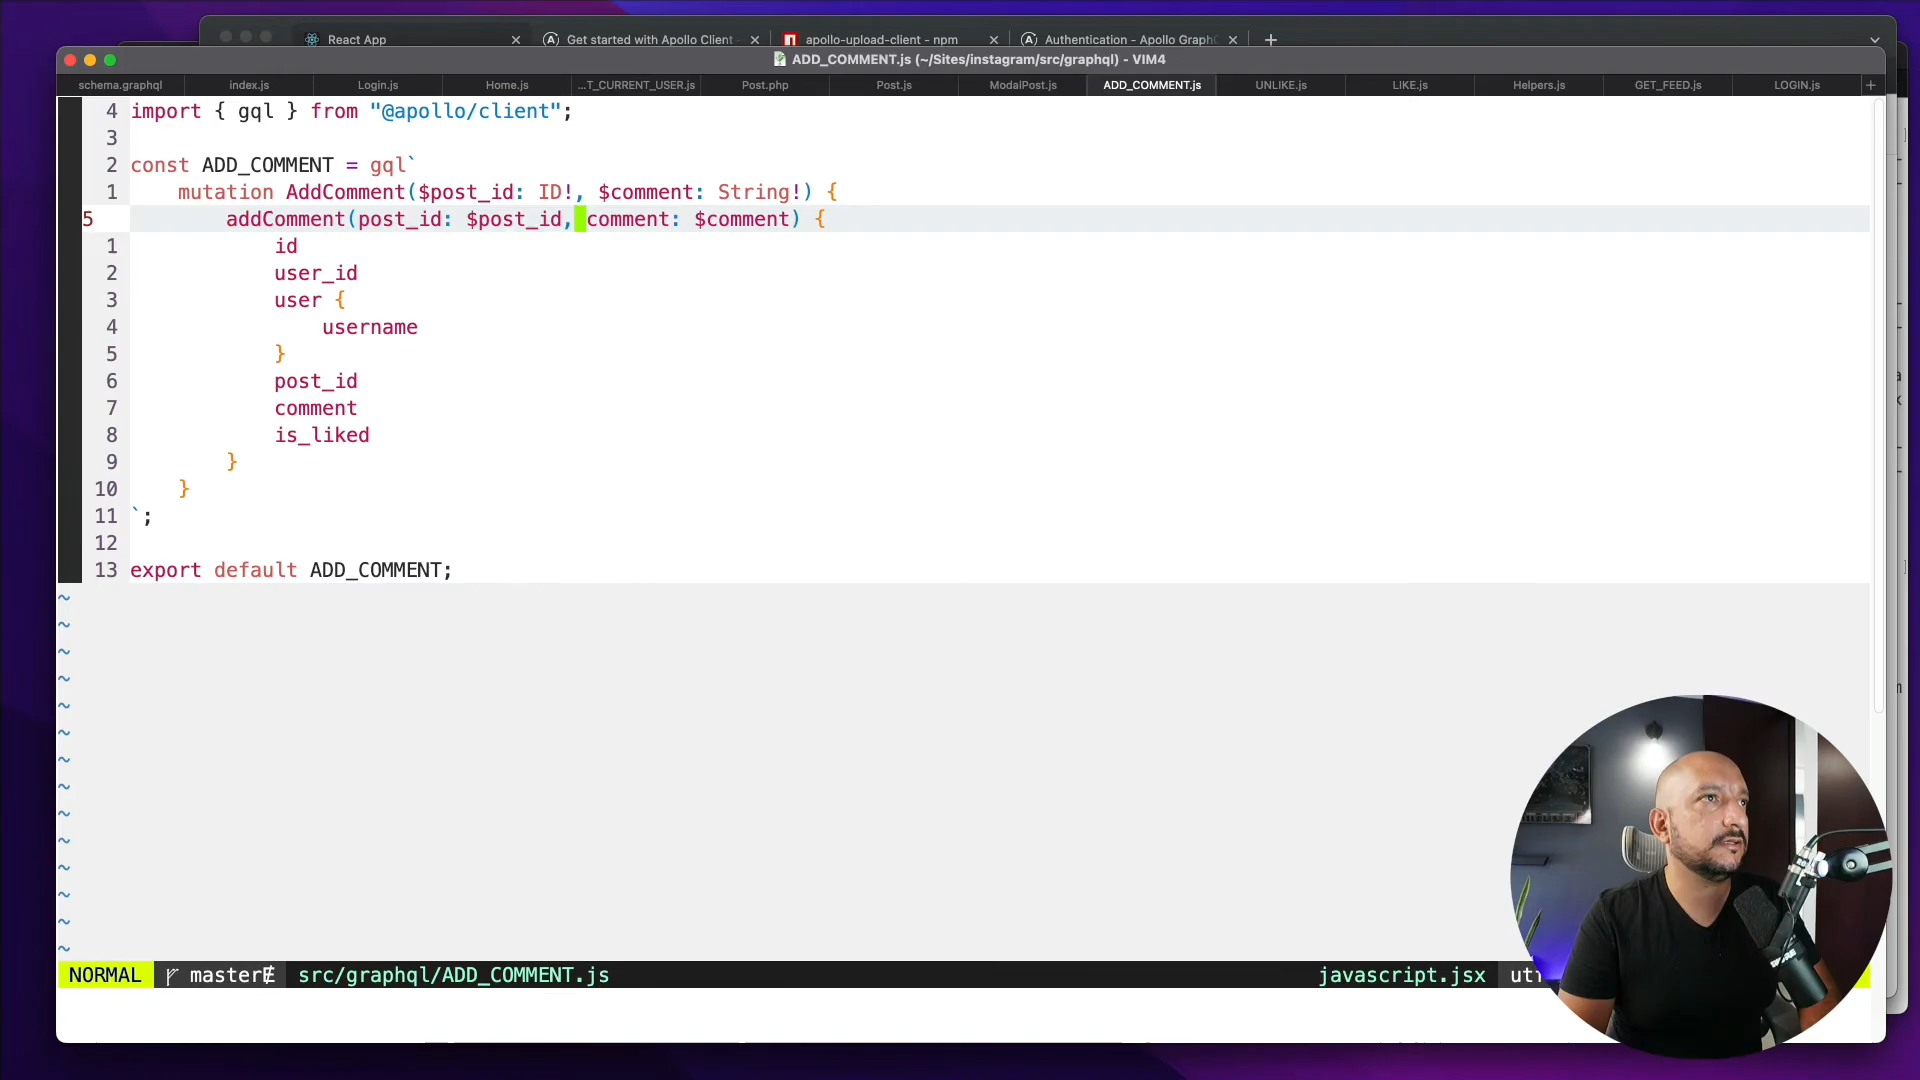 React App
Get started with Apollo Client
apollo-upload-client - npm
Authentication - Apollo Graph
ADD_COMMENT.js (~/Sites/instagram/src/graphql) - VIM4
schema.graphql index.js Login.js Home.js ...T_CURRENT_USER.js Post.php Post.js ModalPost.js ADD_COMMENT.js UNLIKE.js LIKE.js Helpers.js GET_FEED.js LOGIN.js
4 import { gql } from "@apollo/client";
3
2 const ADD_COMMENT = gql`
1 mutation AddComment($post_id: ID!, $comment: String!) {
5 addComment(post_id: $post_id, comment: $comment) {
1 id
2 user_id
3 user {
4 username
5 }
6 post_id
7 comment
8 is_liked
9 }
10 }
11 `;
12
13 export default ADD_COMMENT;
~
~
~
~
~
~
~
~
~
~
~
~
~
~
NORMAL master src/graphql/ADD_COMMENT.js javascript.jsx